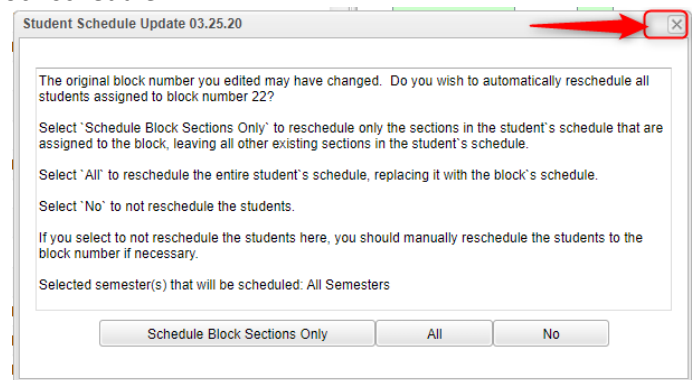 Student Schedule Update 03.25.20
The original block number you edited may have changed.  Do you wish to automatically reschedule all
students assigned to block number 22?
Select `Schedule Block Sections Only` to reschedule only the sections in the student`s schedule that are
assigned to the block, leaving all other existing sections in the student`s schedule.
Select `All` to reschedule the entire student`s schedule, replacing it with the block`s schedule.
Select `No` to not reschedule the students.
If you select to not reschedule the students here, you should manually reschedule the students to the
block number if necessary.
Selected semester(s) that will be scheduled: All Semesters
Schedule Block Sections Only All No